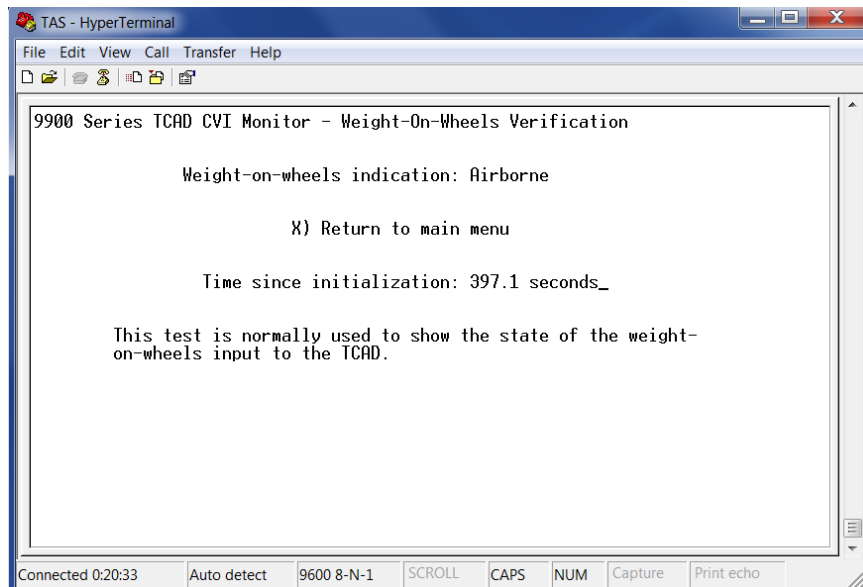 TAS - HyperTerminal
File Edit View Call Transfer Help
9900 Series TCAD CVI Monitor - Weight-On-Wheels Verification
Weight-on-wheels indication: Airborne
X) Return to main menu
Time since initialization: 397.1 seconds_
This test is normally used to show the state of the weight-
on-wheels input to the TCAD.
Connected 0:20:33 Auto detect 9600 8-N-1 SCROLL CAPS NUM Capture Print echo